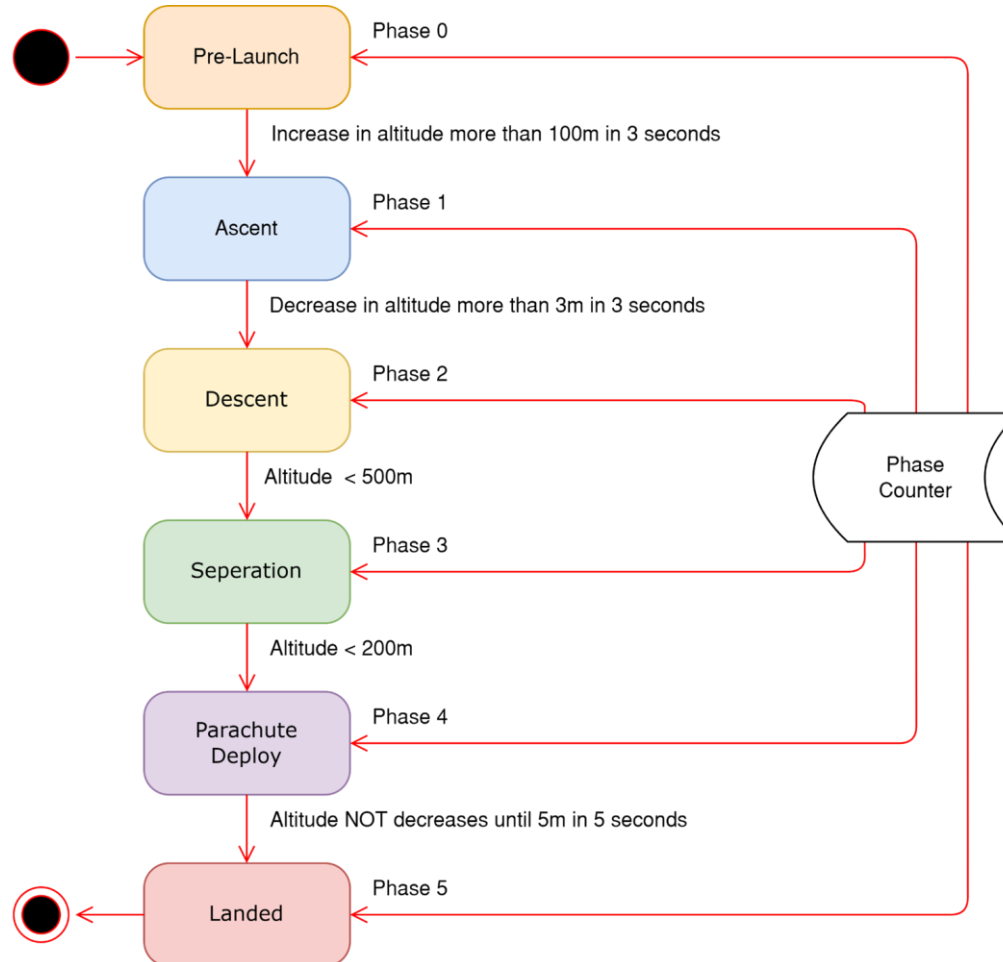 Phase 0
Pre-Launch
Increase in altitude more than 100m in 3 seconds
Phase 1
Ascent
Decrease in altitude more than 3m in 3 seconds
Phase 2
Descent
Phase
Counter
Altitude < 500m
Phase 3
Seperation
Altitude < 200m
Phase 4
Parachute
Deploy
Altitude NOT decreases until 5m in 5 seconds
Phase 5
Landed